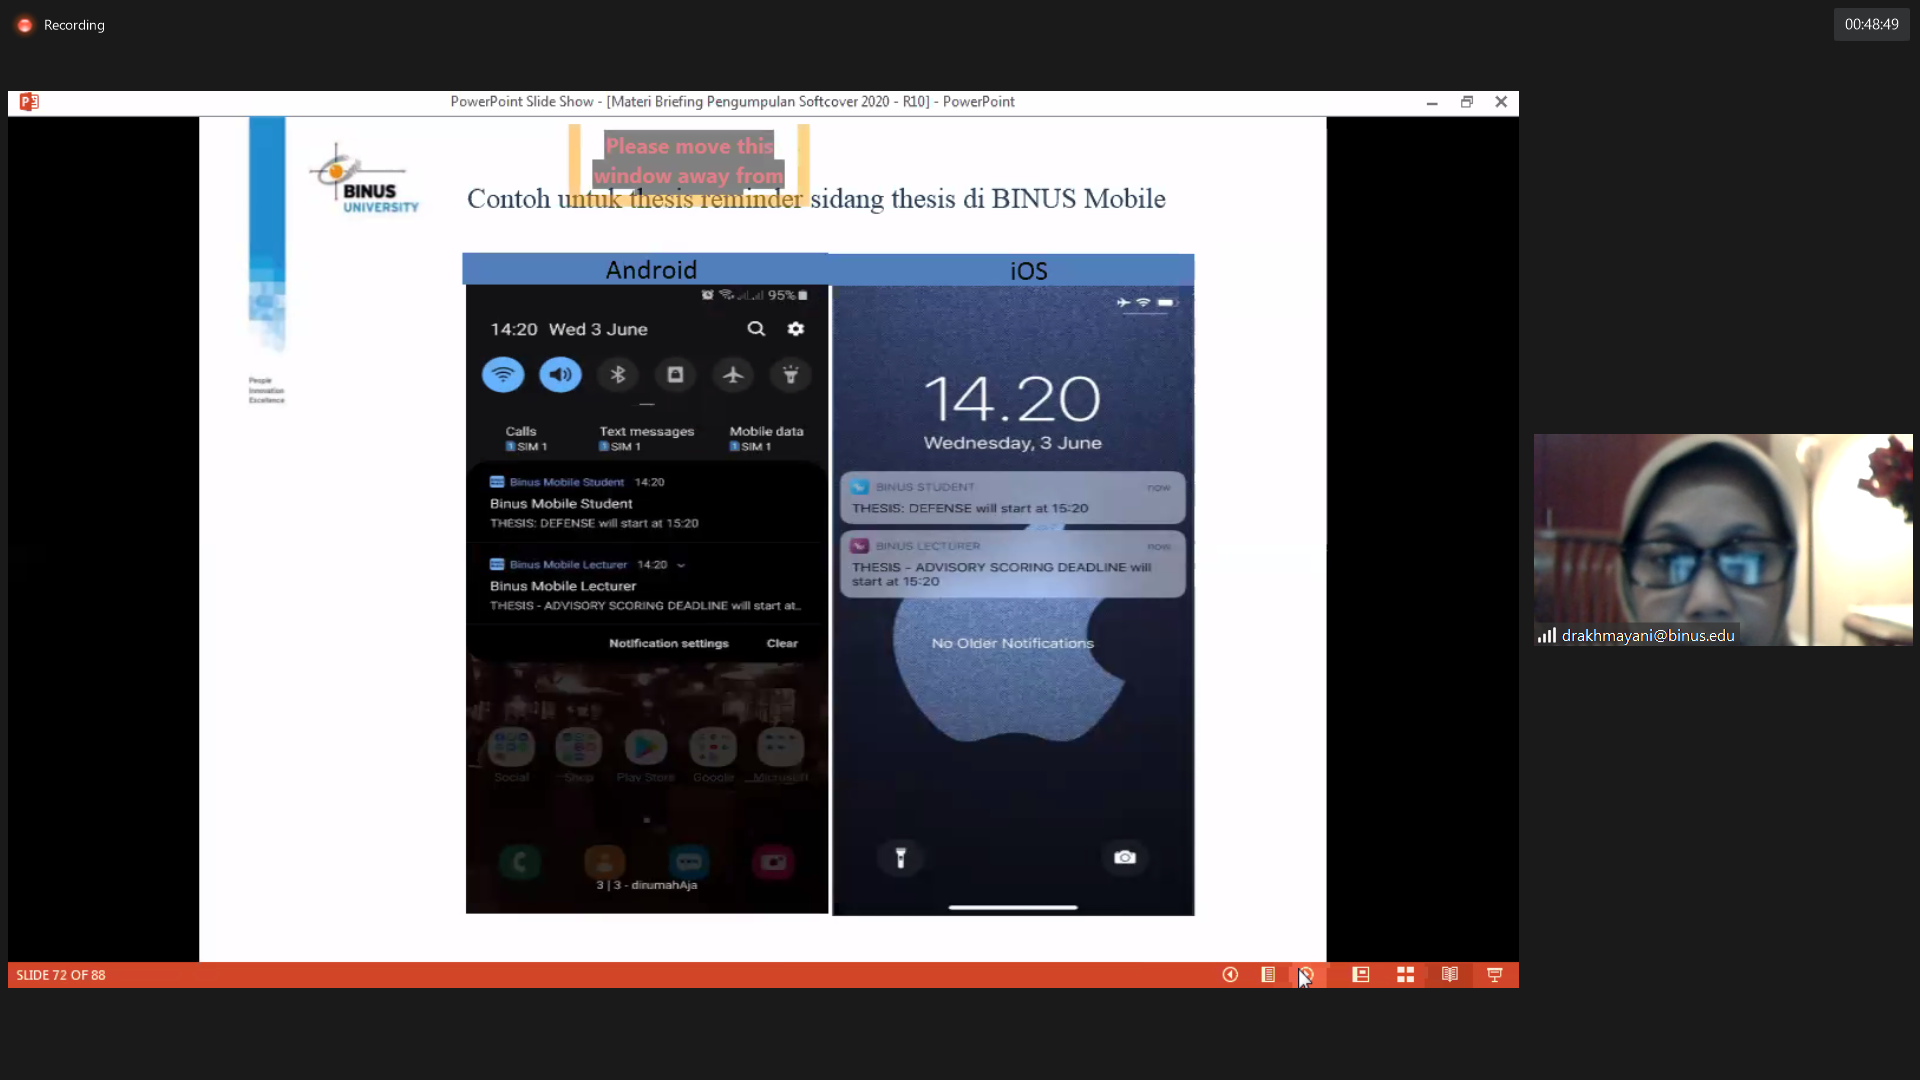 Recording
00:48:49
PowerPoint Slide Show - [Materi Briefing Pengumpulan Softcover 2020 - R10] - PowerPoint
Please move this
window away from
BINUS
UNIVERSITY
Contoh untuk thesis reminder sidang thesis di BINUS Mobile
People
Innovation
Excellence
Android
95%
14:20 Wed 3 June
Calls
Text messages
Mobile data
1 SIM 1
1 SIM 1
1 SIM 1
Binus Mobile Student 14:20
Binus Mobile Student
THESIS: DEFENSE will start at 15:20
Binus Mobile Lecturer 14:20
Binus Mobile Lecturer
THESIS - ADVISORY SCORING DEADLINE will start at..
Notification settings Clear
Social Shop Play Store Google Microsoft
3 | 3 - dirumahAja
iOS
14.20
Wednesday, 3 June
BINUS STUDENT now
THESIS: DEFENSE will start at 15:20
BINUS LECTURER now
THESIS - ADVISORY SCORING DEADLINE will
start at 15:20
No Older Notifications
drakhmayani@binus.edu
SLIDE 72 OF 88